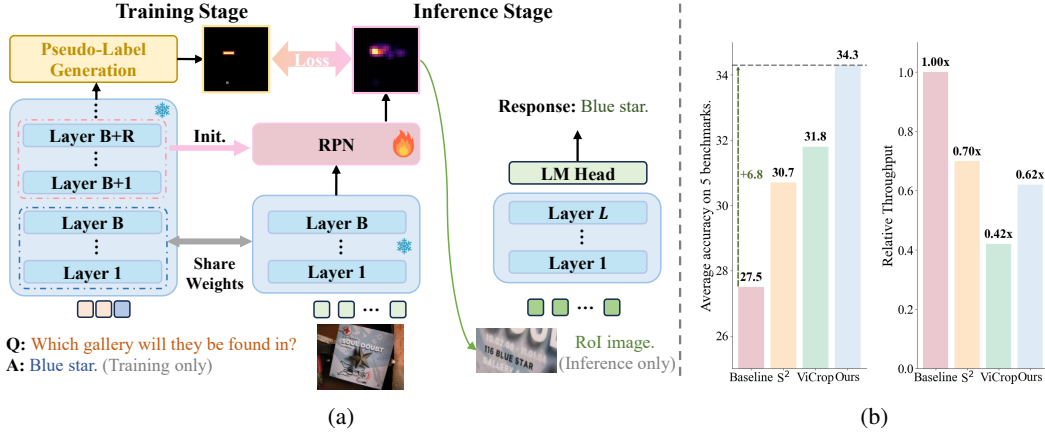 Training Stage
Inference Stage
Pseudo-Label
Generation
Loss
Layer B+R
Layer B+1
Init.
RPN
Layer B
Layer 1
Share
Weights
Layer B
Layer 1
Response: Blue star.
LM Head
Layer L
Layer 1
Q: Which gallery will they be found in?
A: Blue star. (Training only)
SOUL DOUBT
116 BLUE STAR
RoI image.
(Inference only)
(a)
Average accuracy on 5 benchmarks.
34
32
30
28
26
+6.8
27.5
30.7
31.8
34.3
Baseline
S²
ViCrop
Ours
Relative Throughput
1.0
0.8
0.6
0.4
0.2
0.0
1.00x
0.70x
0.42x
0.62x
Baseline
S²
ViCrop
Ours
(b)